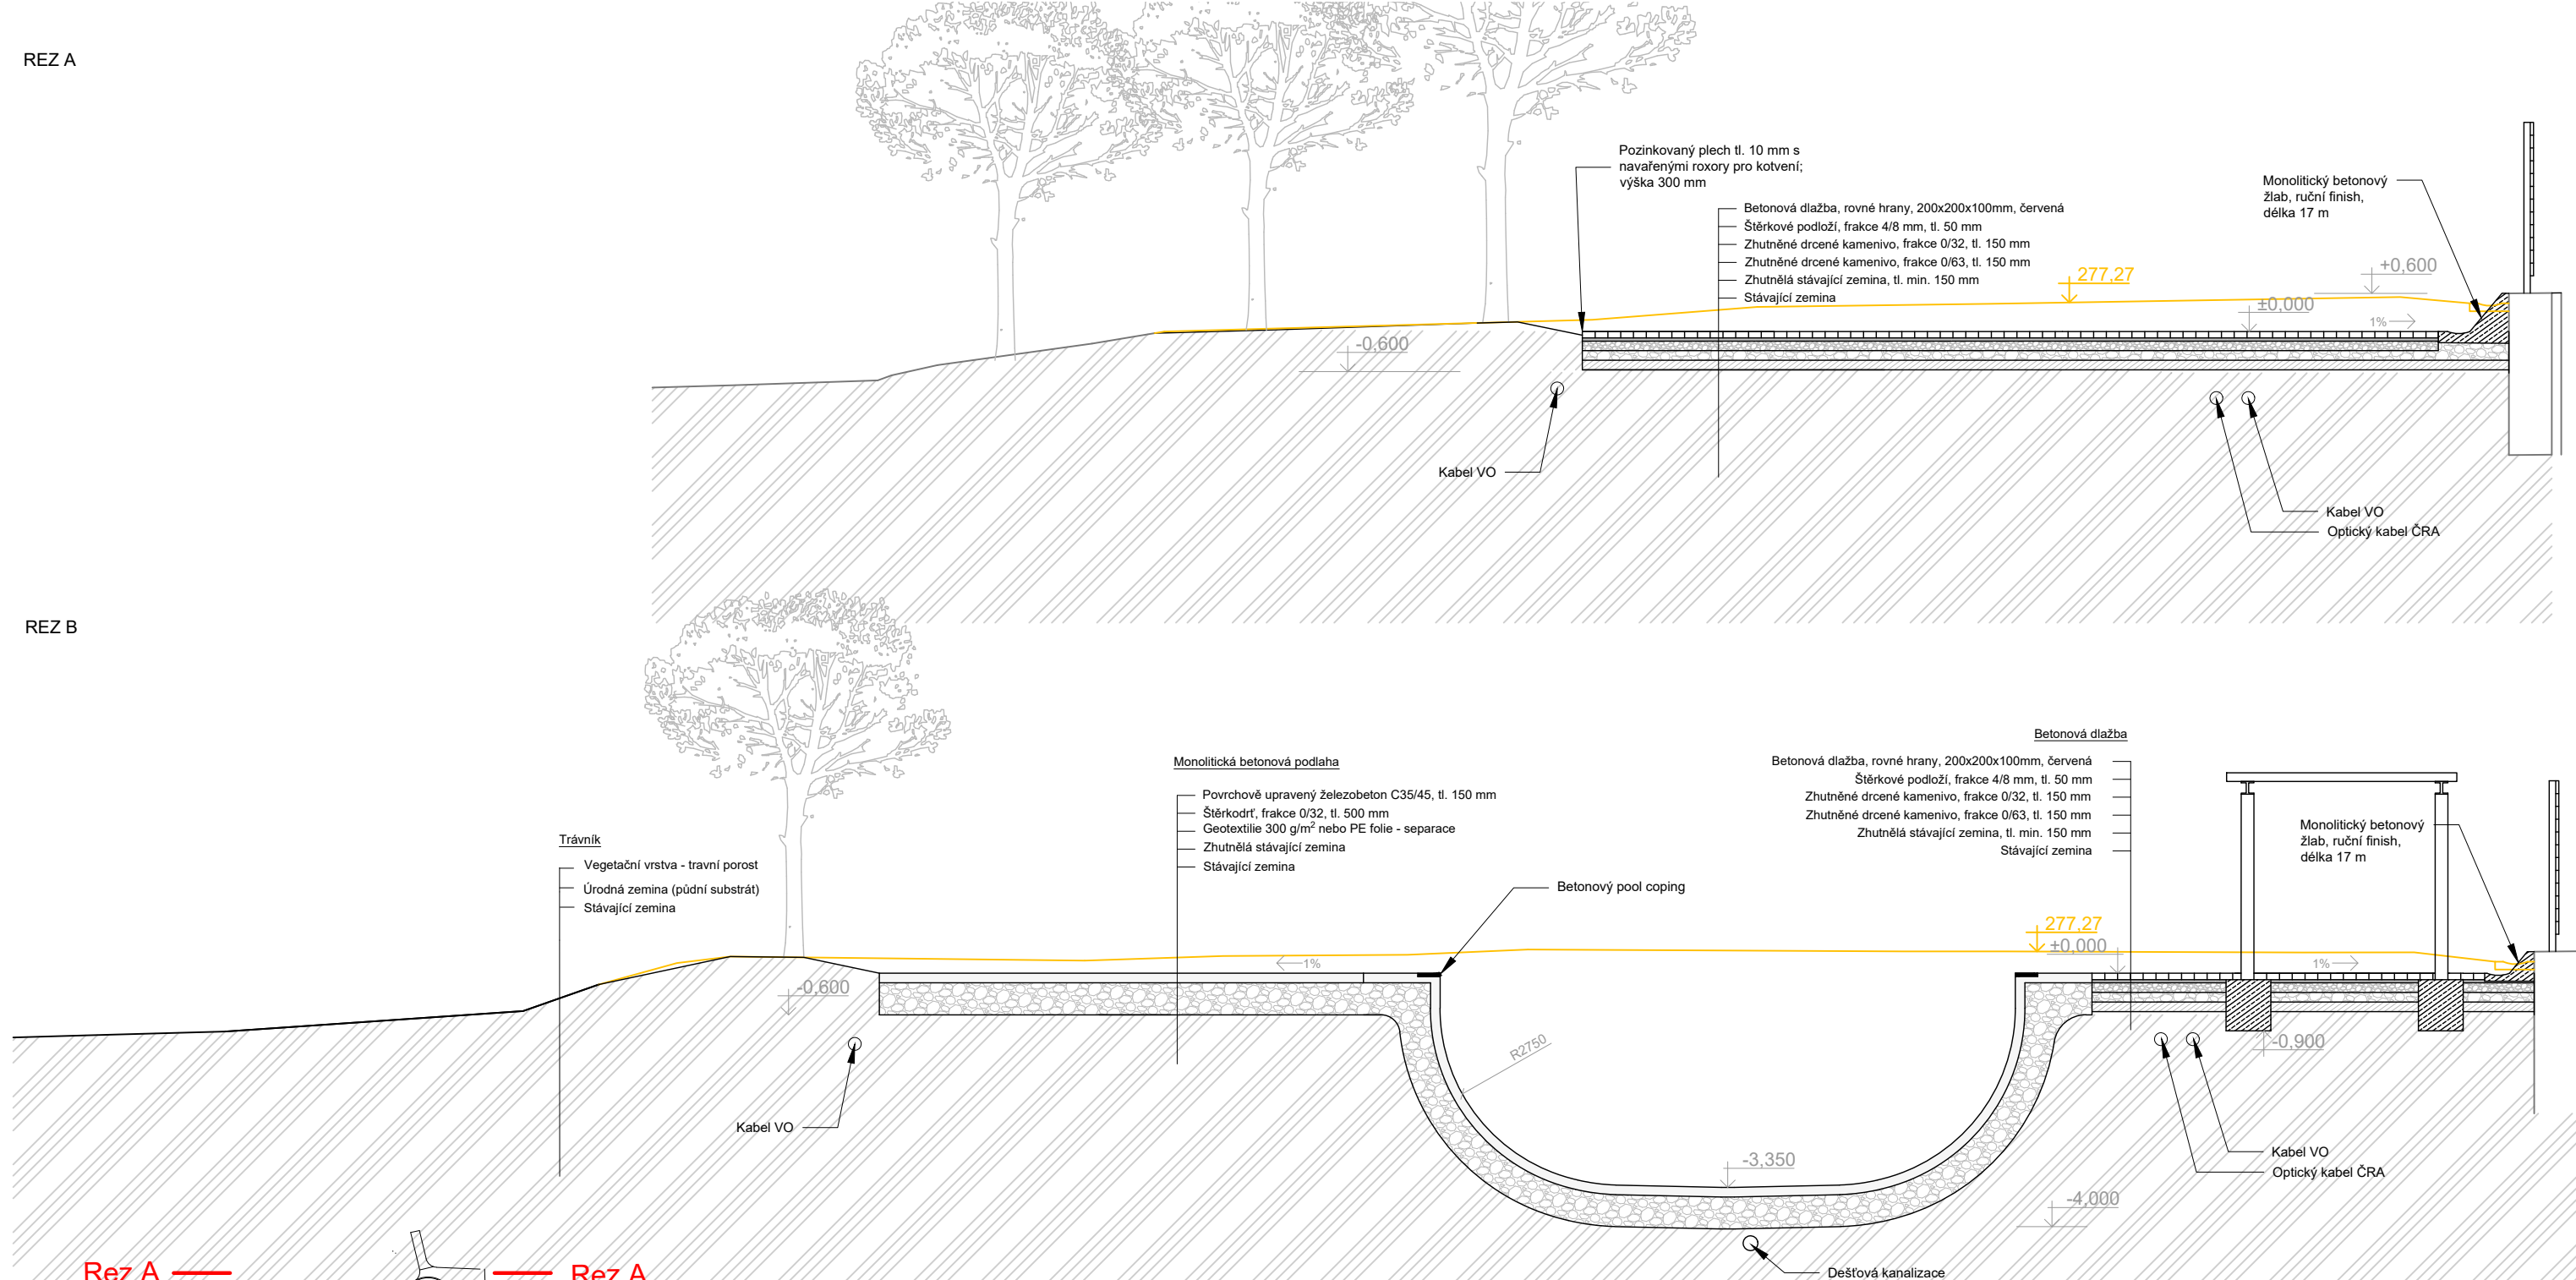 REZ A
Pozinkovaný plech tl. 10 mm s
navařenými roxory pro kotvení;
výška 300 mm
Monolitický betonový
žlab, ruční finish,
délka 17 m
Betonová dlažba, rovné hrany, 200x200x100mm, červená
Štěrkové podloží, frakce 4/8 mm, tl. 50 mm
Zhutněné drcené kamenivo, frakce 0/32, tl. 150 mm
Zhutněné drcené kamenivo, frakce 0/63, tl. 150 mm
Zhutnělá stávající zemina, tl. min. 150 mm
Stávající zemina
277,27
+0,600
±0,000
1%
-0,600
Kabel VO
Kabel VO
Optický kabel ČRA
REZ B
Betonová dlažba
Betonová dlažba, rovné hrany, 200x200x100mm, červená
Štěrkové podloží, frakce 4/8 mm, tl. 50 mm
Zhutněné drcené kamenivo, frakce 0/32, tl. 150 mm
Zhutněné drcené kamenivo, frakce 0/63, tl. 150 mm
Zhutnělá stávající zemina, tl. min. 150 mm
Stávající zemina
Monolitická betonová podlaha
Povrchově upravený železobeton C35/45, tl. 150 mm
Štěrkodrť, frakce 0/32, tl. 500 mm
Geotextilie 300 g/m² nebo PE folie - separace
Zhutnělá stávající zemina
Stávající zemina
Trávník
Vegetační vrstva - travní porost
Úrodná zemina (půdní substrát)
Stávající zemina
Monolitický betonový
žlab, ruční finish,
délka 17 m
Betonový pool coping
277,27
±0,000
1%
1%
-0,600
-0,900
R2750
Kabel VO
Kabel VO
Optický kabel ČRA
-3,350
-4,000
Dešťová kanalizace
Rez A
Rez A